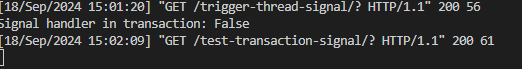 [18/Sep/2024 15:01:20] "GET /trigger-thread-signal/? HTTP/1.1" 200 56
Signal handler in transaction: False
[18/Sep/2024 15:02:09] "GET /test-transaction-signal/? HTTP/1.1" 200 61